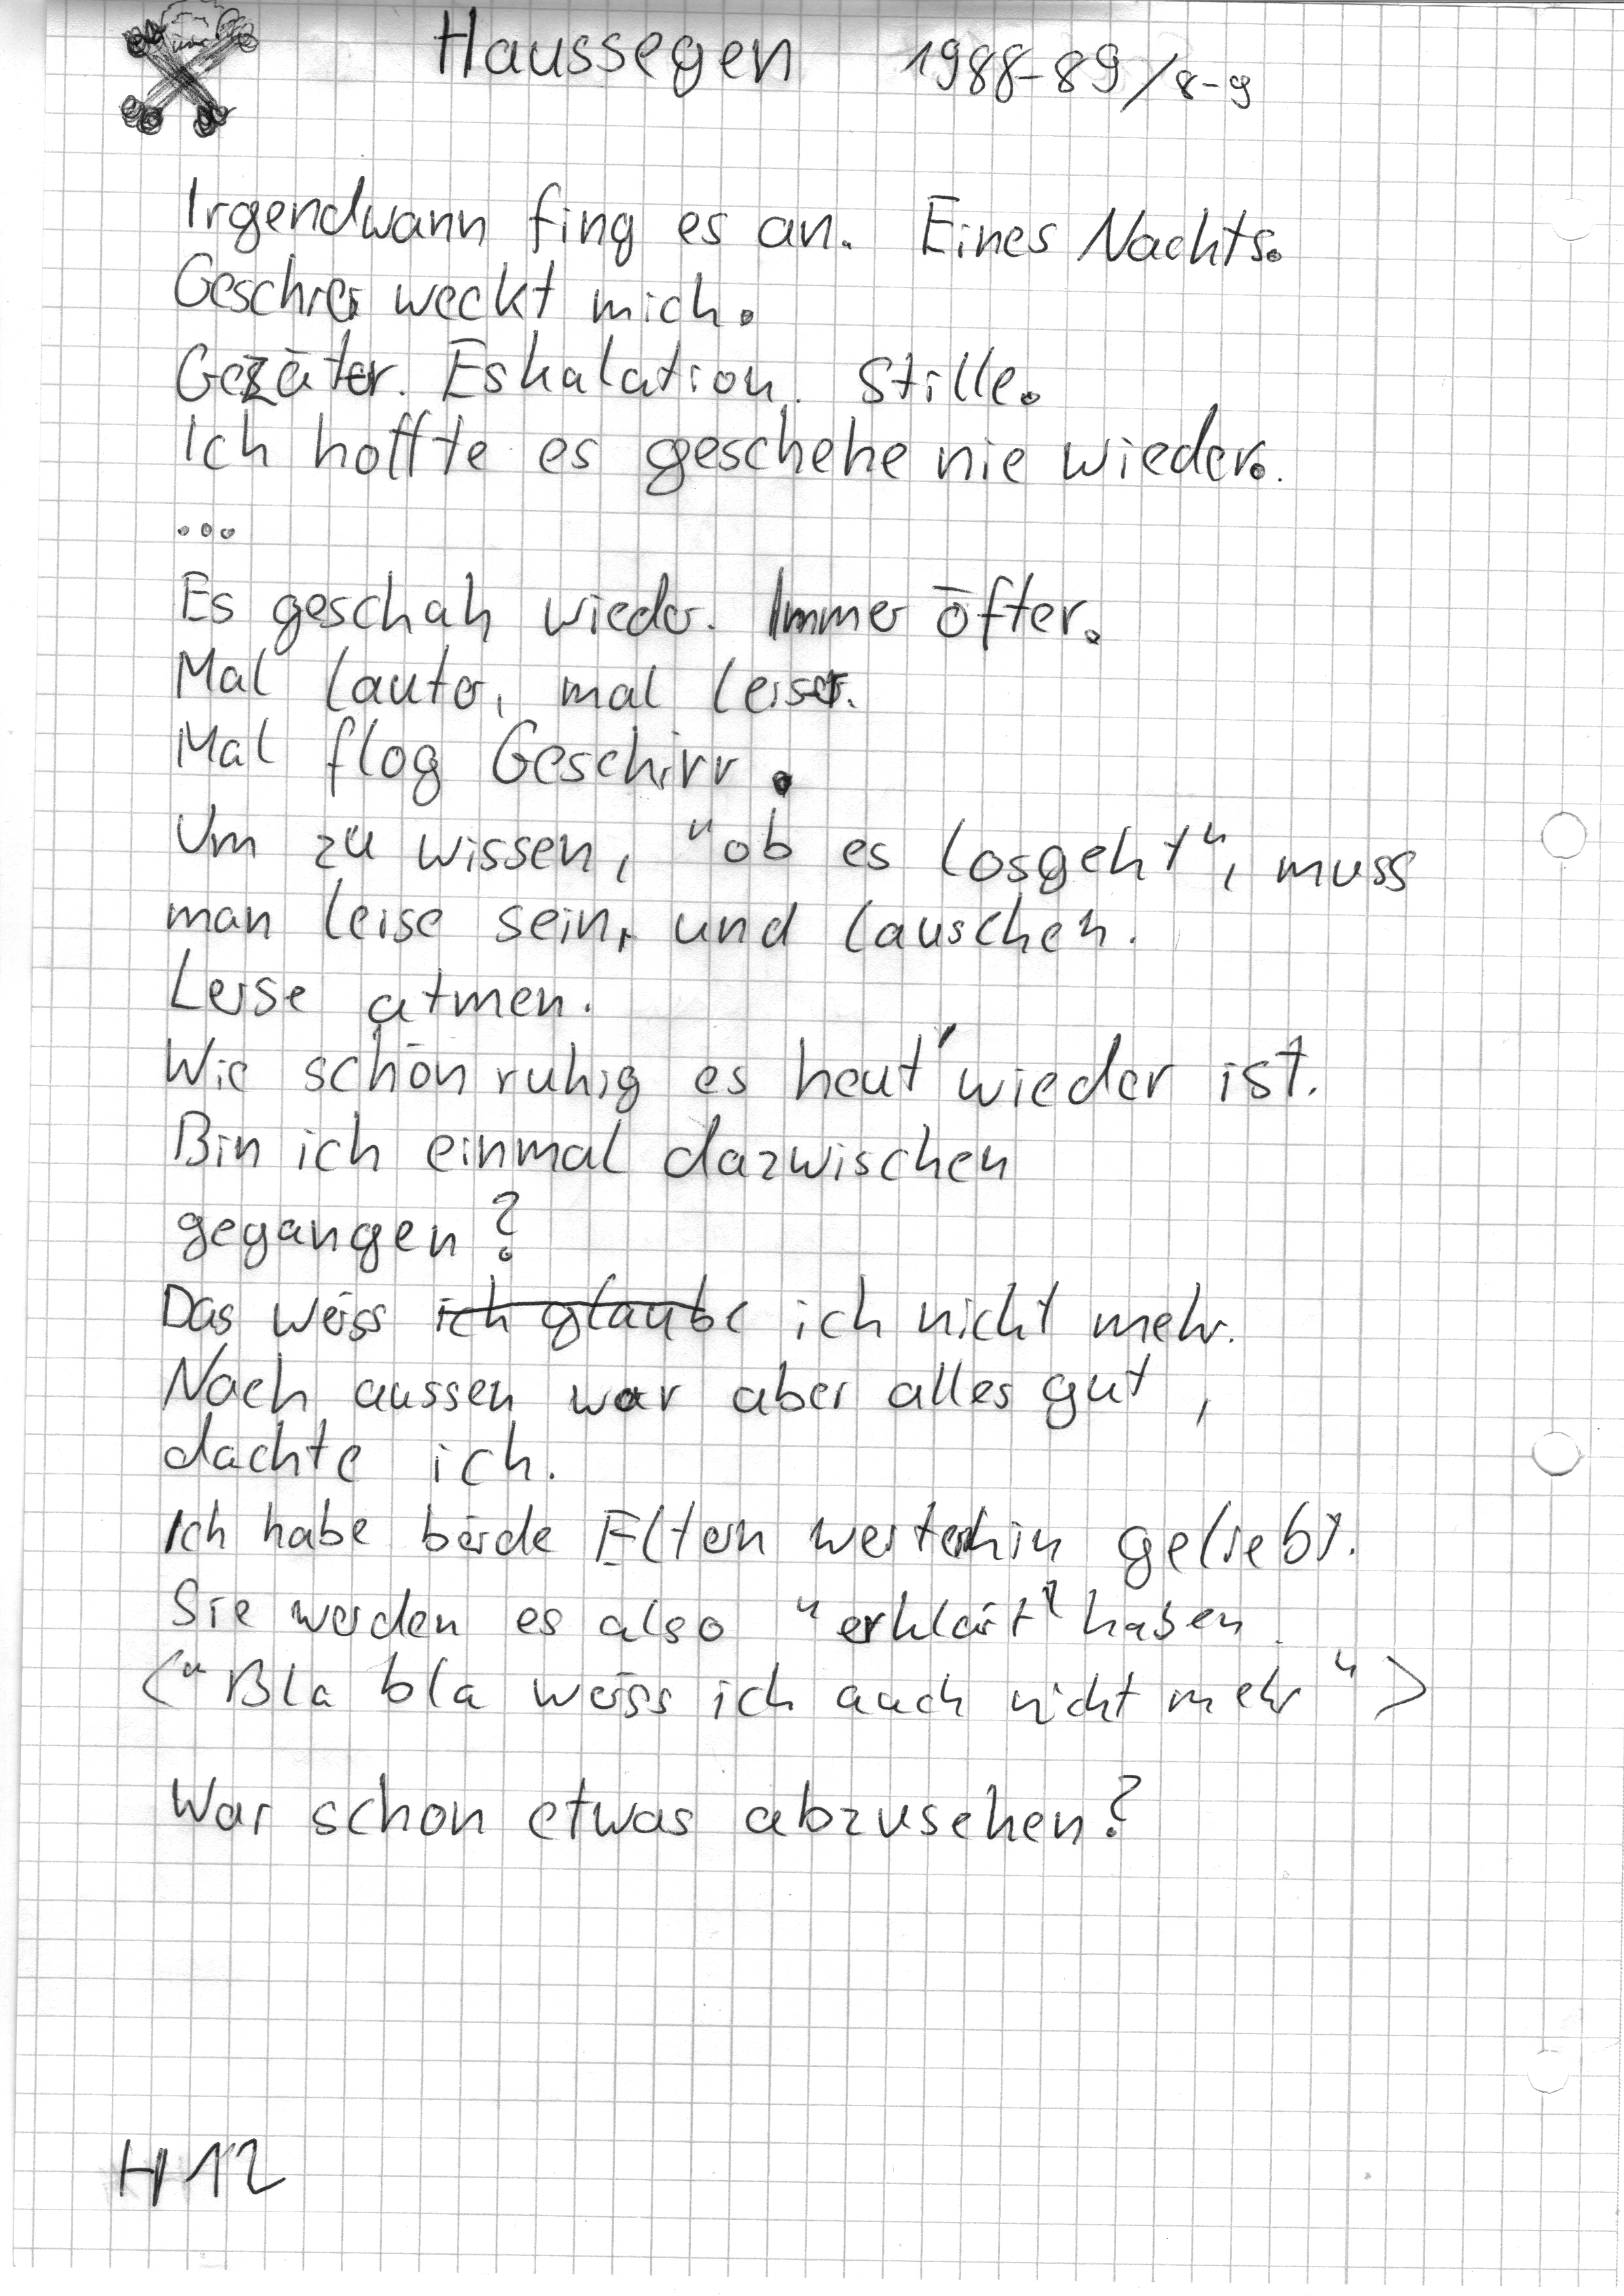 Haussegen 1988-89/8-9
Irgendwann fing es an. Eines Nachts.
Geschrei weckt mich.
Gezäter. Eskalation. Stille.
Ich hoffte es geschehe nie wieder.
...
Es geschah wieder. Immer öfter.
Mal lauter, mal leiser.
Mal flog Geschirr.
Um zu wissen, "ob es losgeht", muss
man leise sein, und lauschen.
Leise atmen.
Wie schön ruhig es heut' wieder ist.
Bin ich einmal dazwischen
gegangen?
Das weiss ich glaube ich nicht mehr.
Nach aussen war aber alles gut,
dachte ich.
Ich habe beide Eltern weiterhin geliebt.
Sie werden es also "erklärt" haben.
<"Bla bla weiss ich auch nicht mehr">
War schon etwas abzusehen?
H12